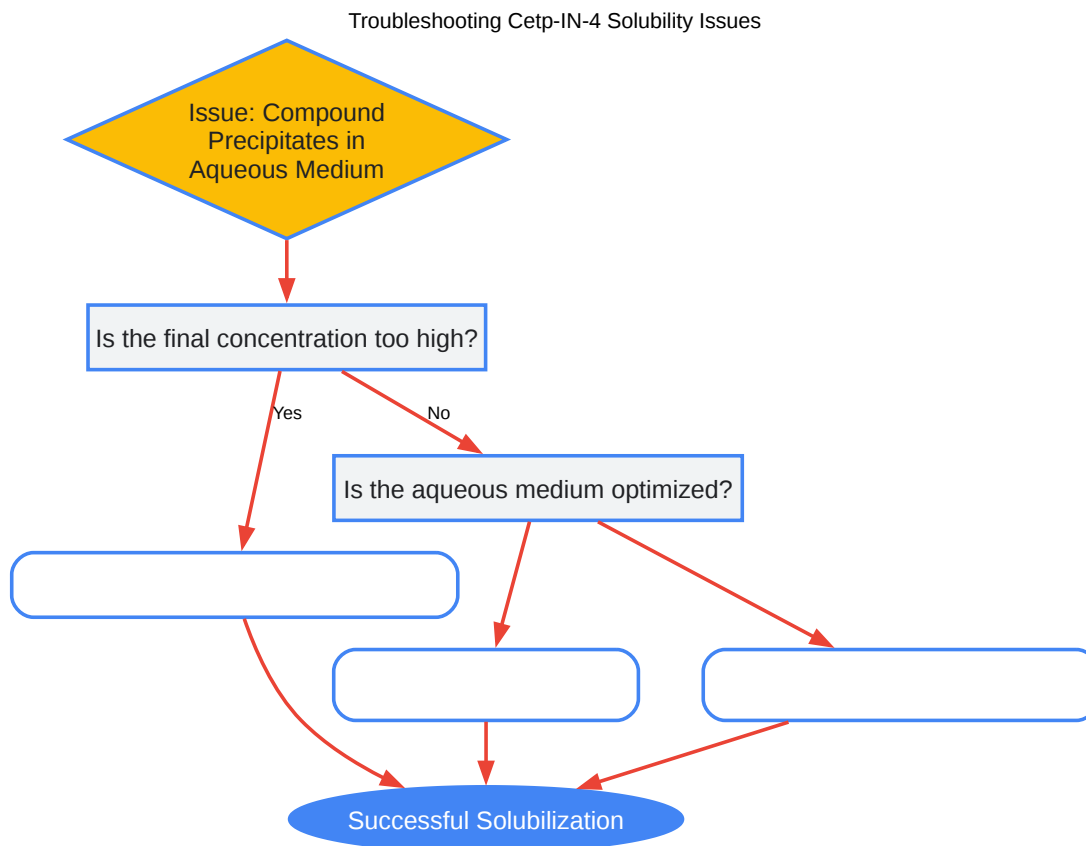 Troubleshooting Cetp-IN-4 Solubility Issues
Issue: Compound
Precipitates in
Aqueous Medium
Is the final concentration too high?
Yes
No
Is the aqueous medium optimized?
Successful Solubilization